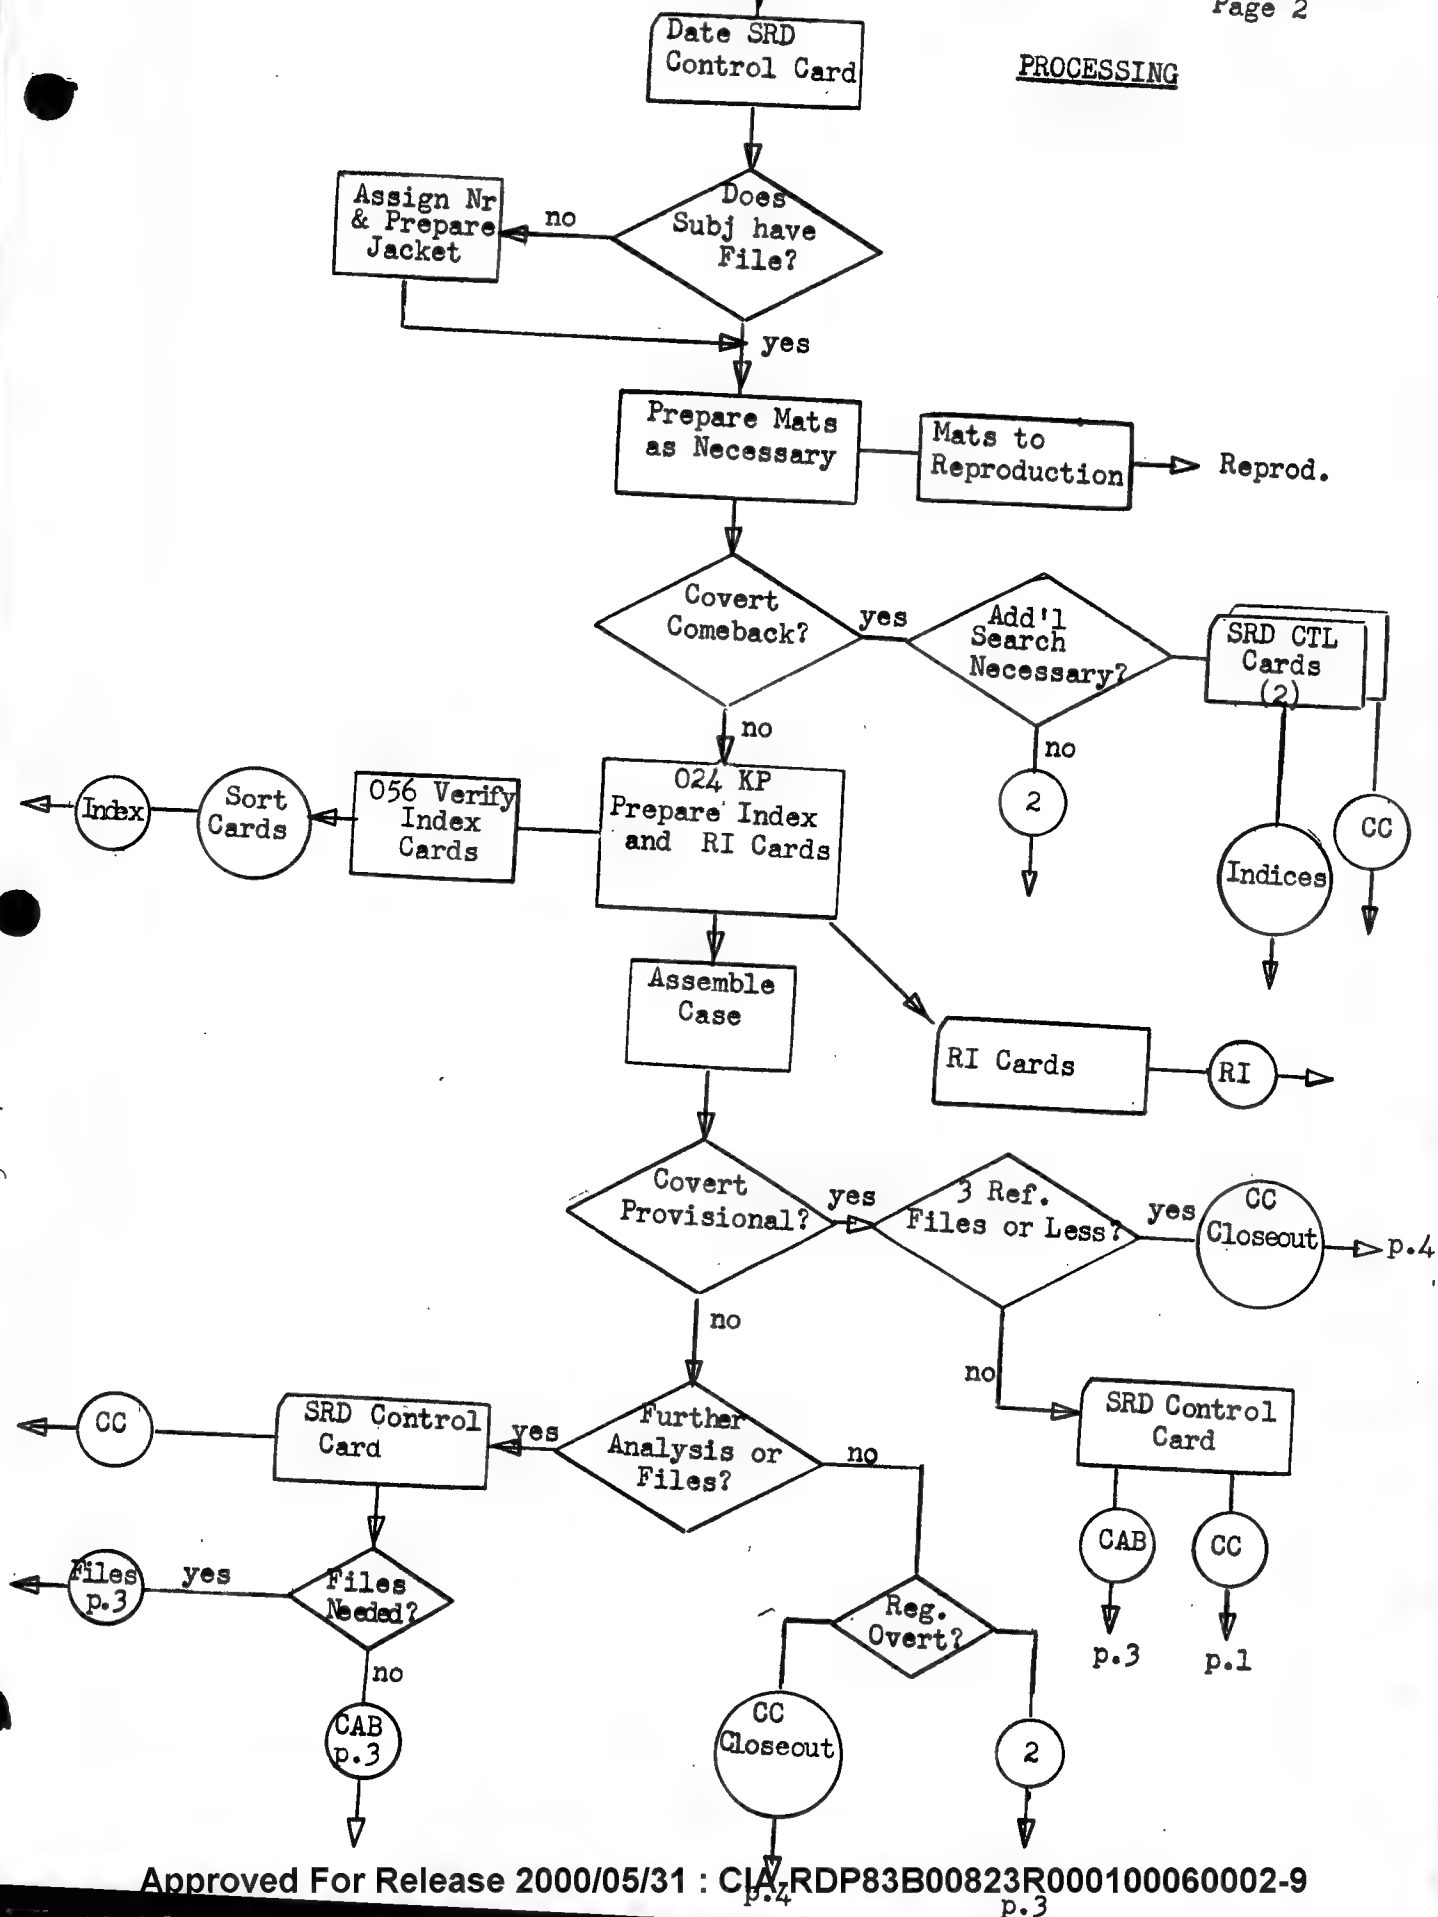 Page 2
PROCESSING
Date SRD
Control Card
Does
Subj have
File?
no
Assign Nr
& Prepare
Jacket
yes
Prepare Mats
as Necessary
Mats to
Reproduction
Reprod.
Covert
Comeback?
yes
Add'l
Search
Necessary?
SRD CTL
Cards
(2)
no
no
2
CC
Indices
024 KP
Prepare Index
and RI Cards
056 Verify
Index
Cards
Sort
Cards
Index
Assemble
Case
RI Cards
RI
Covert
Provisional?
yes
3 Ref.
Files or Less?
yes
CC
Closeout
p.4
no
no
SRD Control
Card
CAB
CC
p.3
p.1
Further
Analysis or
Files?
yes
no
SRD Control
Card
CC
Files
Needed?
yes
Files
p.3
no
CAB
p.3
Reg.
Overt?
CC
Closeout
2
Approved For Release 2000/05/31 : CIA-RDP83B00823R000100060002-9
p.4
p.3